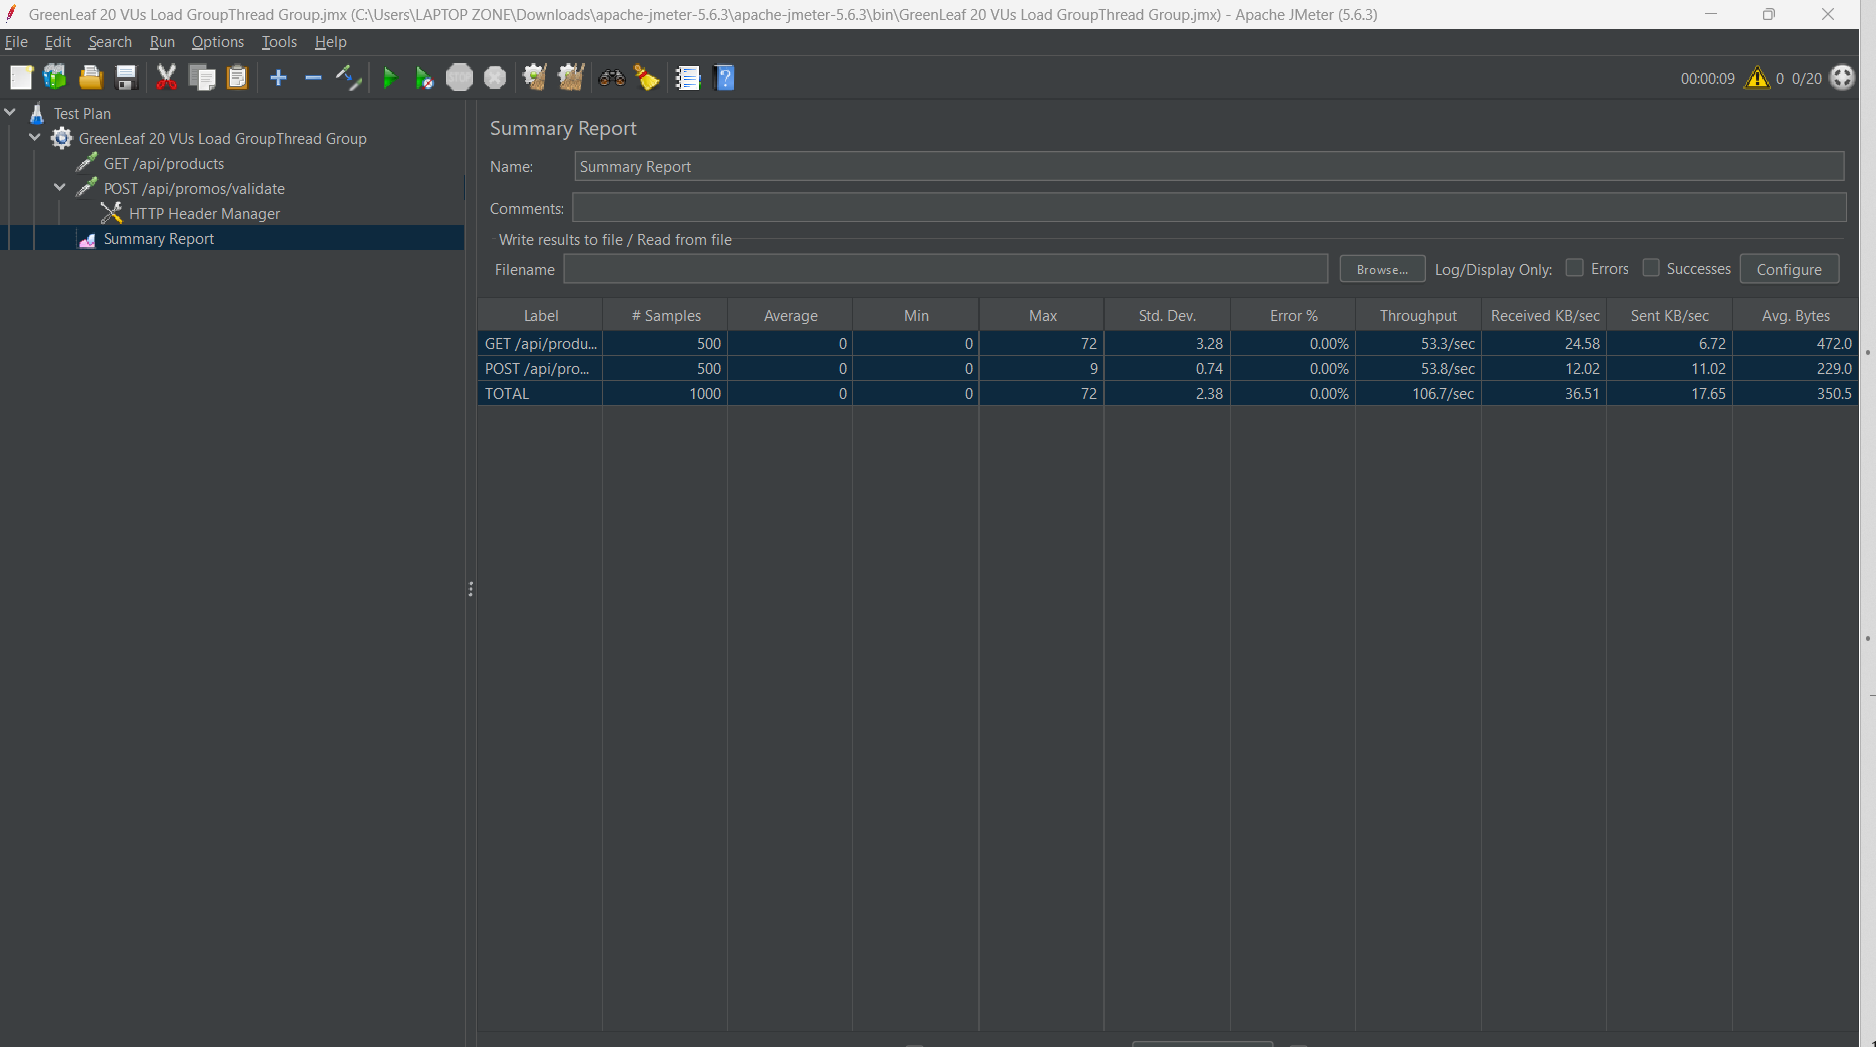 GreenLeaf 20 VUs Load GroupThread Group.jmx (C:\Users\LAPTOP ZONE\Downloads\apache-jmeter-5.6.3\apache-jmeter-5.6.3\bin\GreenLeaf 20 VUs Load GroupThread Group.jmx) - Apache JMeter (5.6.3)
File Edit Search Run Options Tools Help
STOP
00:00:09 0 0/20
Test Plan
GreenLeaf 20 VUs Load GroupThread Group
GET /api/products
POST /api/promos/validate
HTTP Header Manager
Summary Report
Summary Report
Name: Summary Report
Comments:
Write results to file / Read from file
Filename Browse... Log/Display Only: Errors Successes Configure
Label # Samples Average Min Max Std. Dev. Error % Throughput Received KB/sec Sent KB/sec Avg. Bytes
GET /api/produ... 500 0 0 72 3.28 0.00% 53.3/sec 24.58 6.72 472.0
POST /api/pro... 500 0 0 9 0.74 0.00% 53.8/sec 12.02 11.02 229.0
TOTAL 1000 0 0 72 2.38 0.00% 106.7/sec 36.51 17.65 350.5